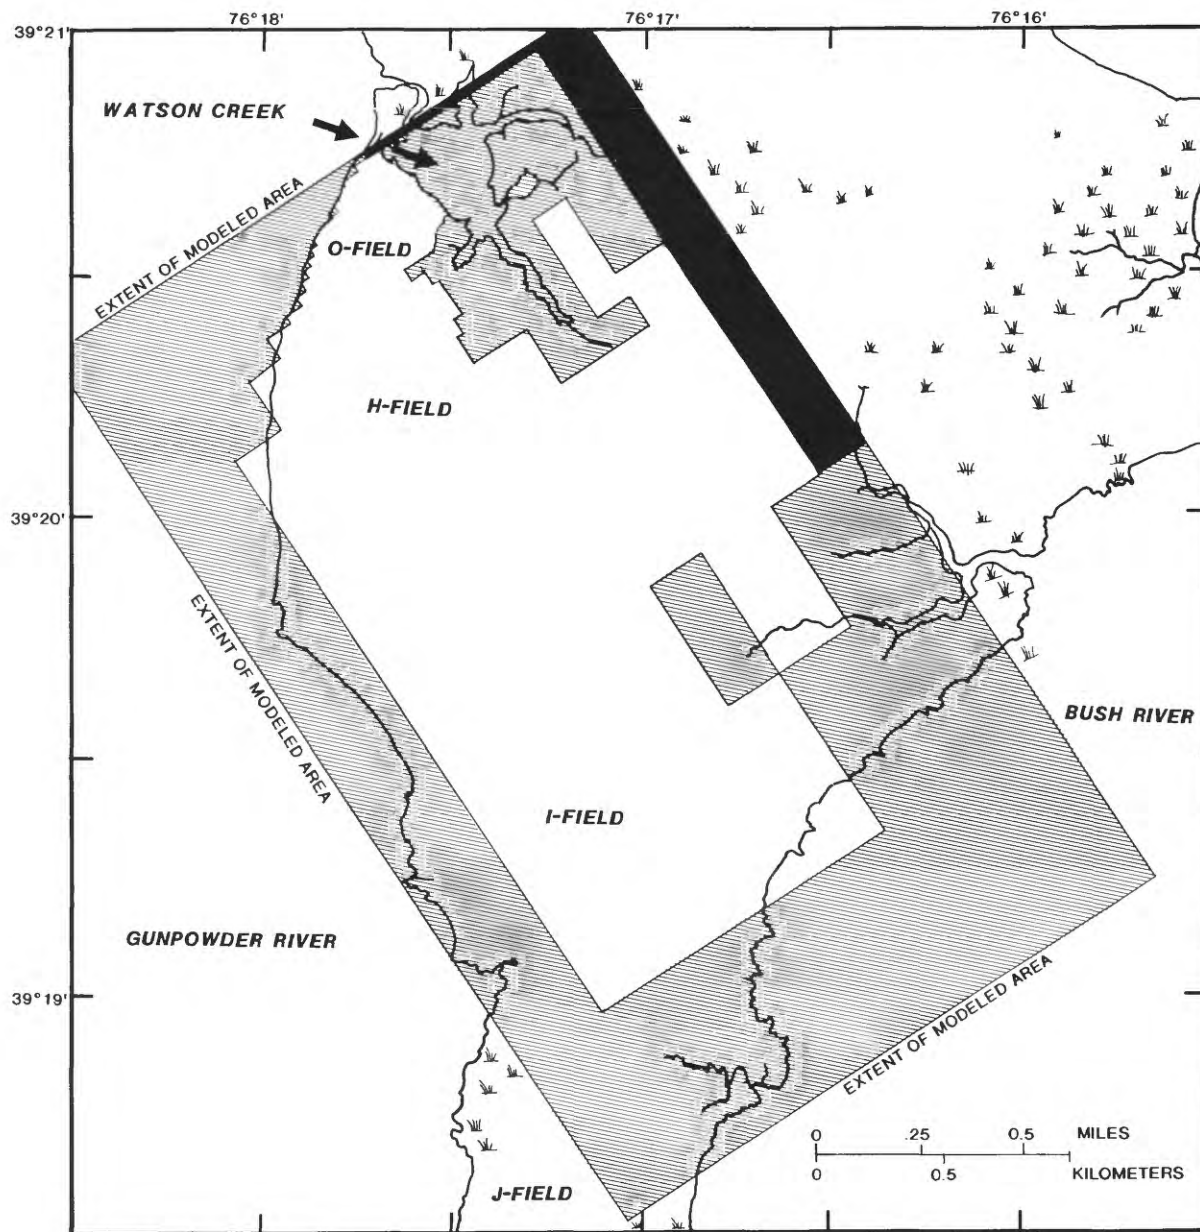 76°18'
76°17'
76°16'
39°21'
WATSON CREEK
EXTENT OF MODELED AREA
O-FIELD
H-FIELD
39°20'
EXTENT OF MODELED AREA
BUSH RIVER
I-FIELD
GUNPOWDER RIVER
39°19'
EXTENT OF MODELED AREA
0 .25 0.5 MILES
0 0.5 KILOMETERS
J-FIELD